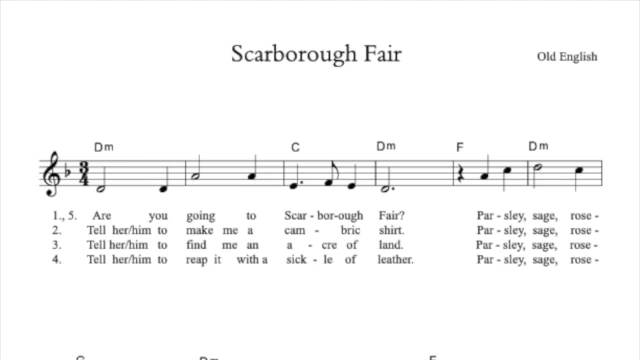 Scarborough Fair
Old English
Dm C Dm F Dm
3
4
1., 5. Are you going to Scar - bor-ough Fair? Par - sley, sage, rose -
2. Tell her/him to make me a cam - bric shirt. Par - sley, sage, rose -
3. Tell her/him to find me an a - cre of land. Par - sley, sage, rose -
4. Tell her/him to reap it with a sick - le of leather. Par - sley, sage, rose -